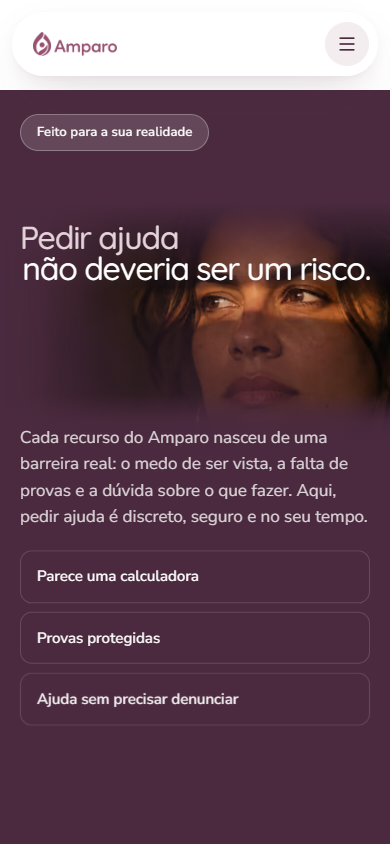 Amparo
Feito para a sua realidade
Pedir ajuda
não deveria ser um risco.
Cada recurso do Amparo nasceu de uma
barreira real: o medo de ser vista, a falta de
provas e a dúvida sobre o que fazer. Aqui,
pedir ajuda é discreto, seguro e no seu tempo.
Parece uma calculadora
Provas protegidas
Ajuda sem precisar denunciar